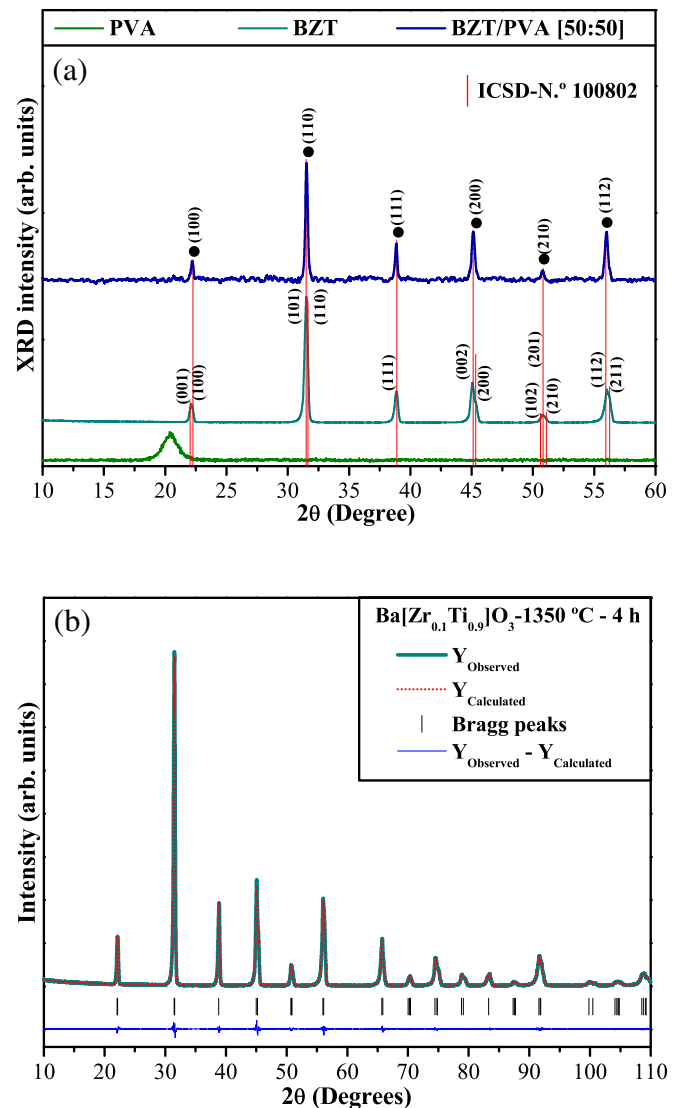 PVA BZT BZT/PVA [50:50]
(a)
ICSD-N.º 100802
(100)
(110)
(111)
(200)
(210)
(112)
(001)
(100)
(101)
(110)
(111)
(002)
(200)
(102)
(201)
(210)
(112)
(211)
XRD intensity (arb. units)
10 15 20 25 30 35 40 45 50 55 60
2θ (Degree)
(b)
Ba[Zr0.1Ti0.9]O3-1350 ºC - 4 h
YObserved
YCalculated
Bragg peaks
YObserved - YCalculated
Intensity (arb. units)
10 20 30 40 50 60 70 80 90 100 110
2θ (Degrees)